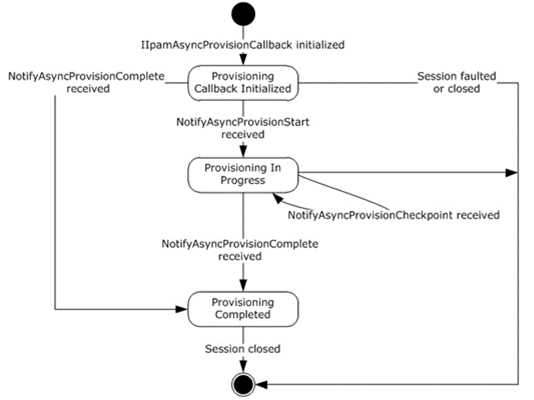 IIpamAsyncProvisionCallback initialized
NotifyAsyncProvisionComplete
received
Provisioning
Callback Initialized
Session faulted
or closed
NotifyAsyncProvisionStart
received
Provisioning In
Progress
NotifyAsyncProvisionCheckpoint received
NotifyAsyncProvisionComplete
received
Provisioning
Completed
Session closed